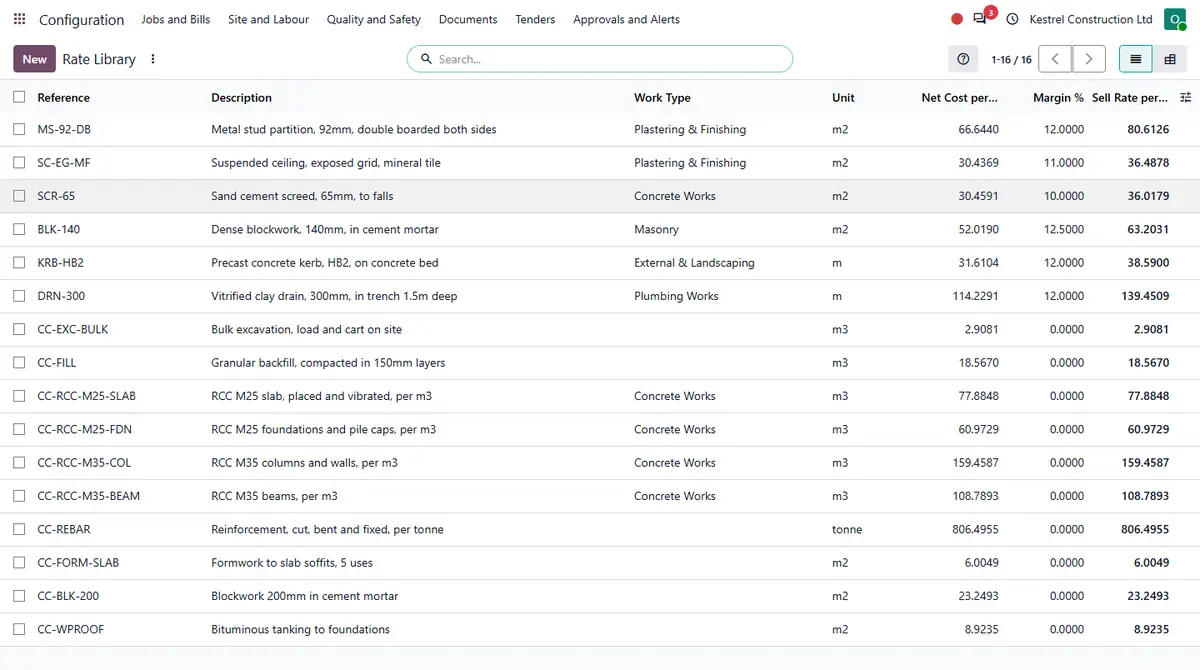 Configuration Jobs and Bills Site and Labour Quality and Safety Documents Tenders Approvals and Alerts 3 Kestrel Construction Ltd O
New Rate Library Search... 1-16 / 16
Reference Description Work Type Unit Net Cost per... Margin % Sell Rate per...
MS-92-DB Metal stud partition, 92mm, double boarded both sides Plastering & Finishing m2 66.6440 12.0000 80.6126
SC-EG-MF Suspended ceiling, exposed grid, mineral tile Plastering & Finishing m2 30.4369 11.0000 36.4878
SCR-65 Sand cement screed, 65mm, to falls Concrete Works m2 30.4591 10.0000 36.0179
BLK-140 Dense blockwork, 140mm, in cement mortar Masonry m2 52.0190 12.5000 63.2031
KRB-HB2 Precast concrete kerb, HB2, on concrete bed External & Landscaping m 31.6104 12.0000 38.5900
DRN-300 Vitrified clay drain, 300mm, in trench 1.5m deep Plumbing Works m 114.2291 12.0000 139.4509
CC-EXC-BULK Bulk excavation, load and cart on site m3 2.9081 0.0000 2.9081
CC-FILL Granular backfill, compacted in 150mm layers m3 18.5670 0.0000 18.5670
CC-RCC-M25-SLAB RCC M25 slab, placed and vibrated, per m3 Concrete Works m3 77.8848 0.0000 77.8848
CC-RCC-M25-FDN RCC M25 foundations and pile caps, per m3 Concrete Works m3 60.9729 0.0000 60.9729
CC-RCC-M35-COL RCC M35 columns and walls, per m3 Concrete Works m3 159.4587 0.0000 159.4587
CC-RCC-M35-BEAM RCC M35 beams, per m3 Concrete Works m3 108.7893 0.0000 108.7893
CC-REBAR Reinforcement, cut, bent and fixed, per tonne tonne 806.4955 0.0000 806.4955
CC-FORM-SLAB Formwork to slab soffits, 5 uses m2 6.0049 0.0000 6.0049
CC-BLK-200 Blockwork 200mm in cement mortar m2 23.2493 0.0000 23.2493
CC-WPROOF Bituminous tanking to foundations m2 8.9235 0.0000 8.9235